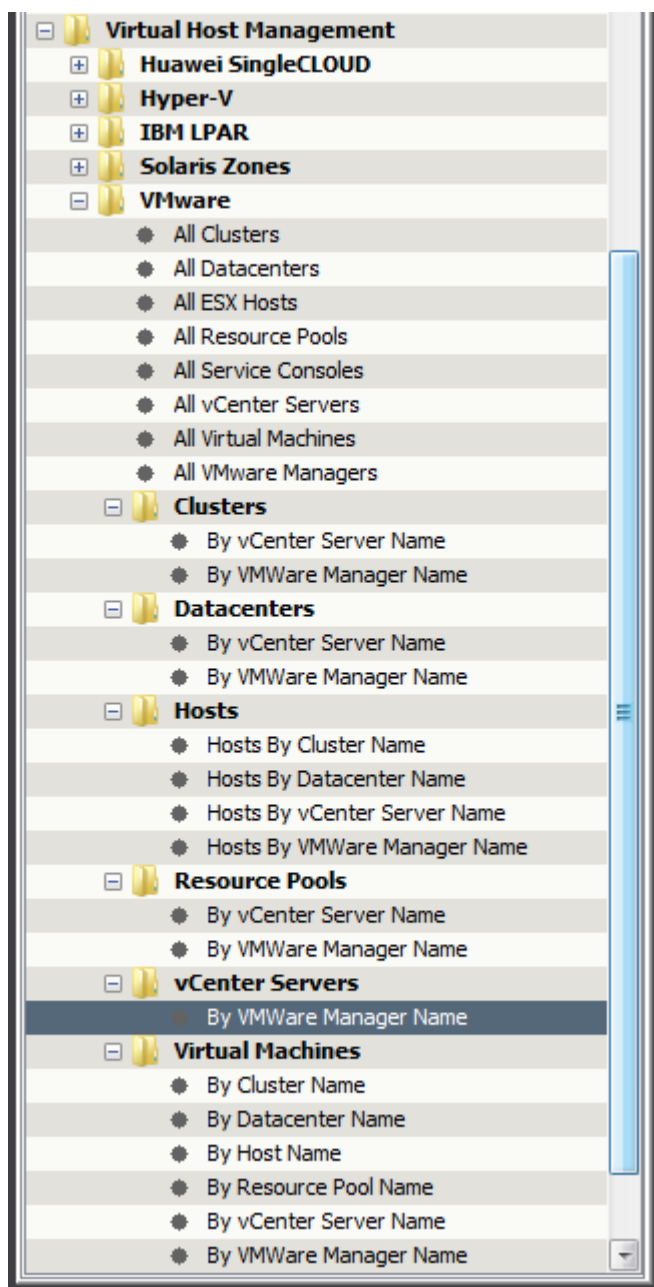 Virtual Host Management
Huawei SingleCLOUD
Hyper-V
IBM LPAR
Solaris Zones
VMware
All Clusters
All Datacenters
All ESX Hosts
All Resource Pools
All Service Consoles
All vCenter Servers
All Virtual Machines
All VMware Managers
Clusters
By vCenter Server Name
By VMWare Manager Name
Datacenters
By vCenter Server Name
By VMWare Manager Name
Hosts
Hosts By Cluster Name
Hosts By Datacenter Name
Hosts By vCenter Server Name
Hosts By VMWare Manager Name
Resource Pools
By vCenter Server Name
By VMWare Manager Name
vCenter Servers
By VMWare Manager Name
Virtual Machines
By Cluster Name
By Datacenter Name
By Host Name
By Resource Pool Name
By vCenter Server Name
By VMWare Manager Name